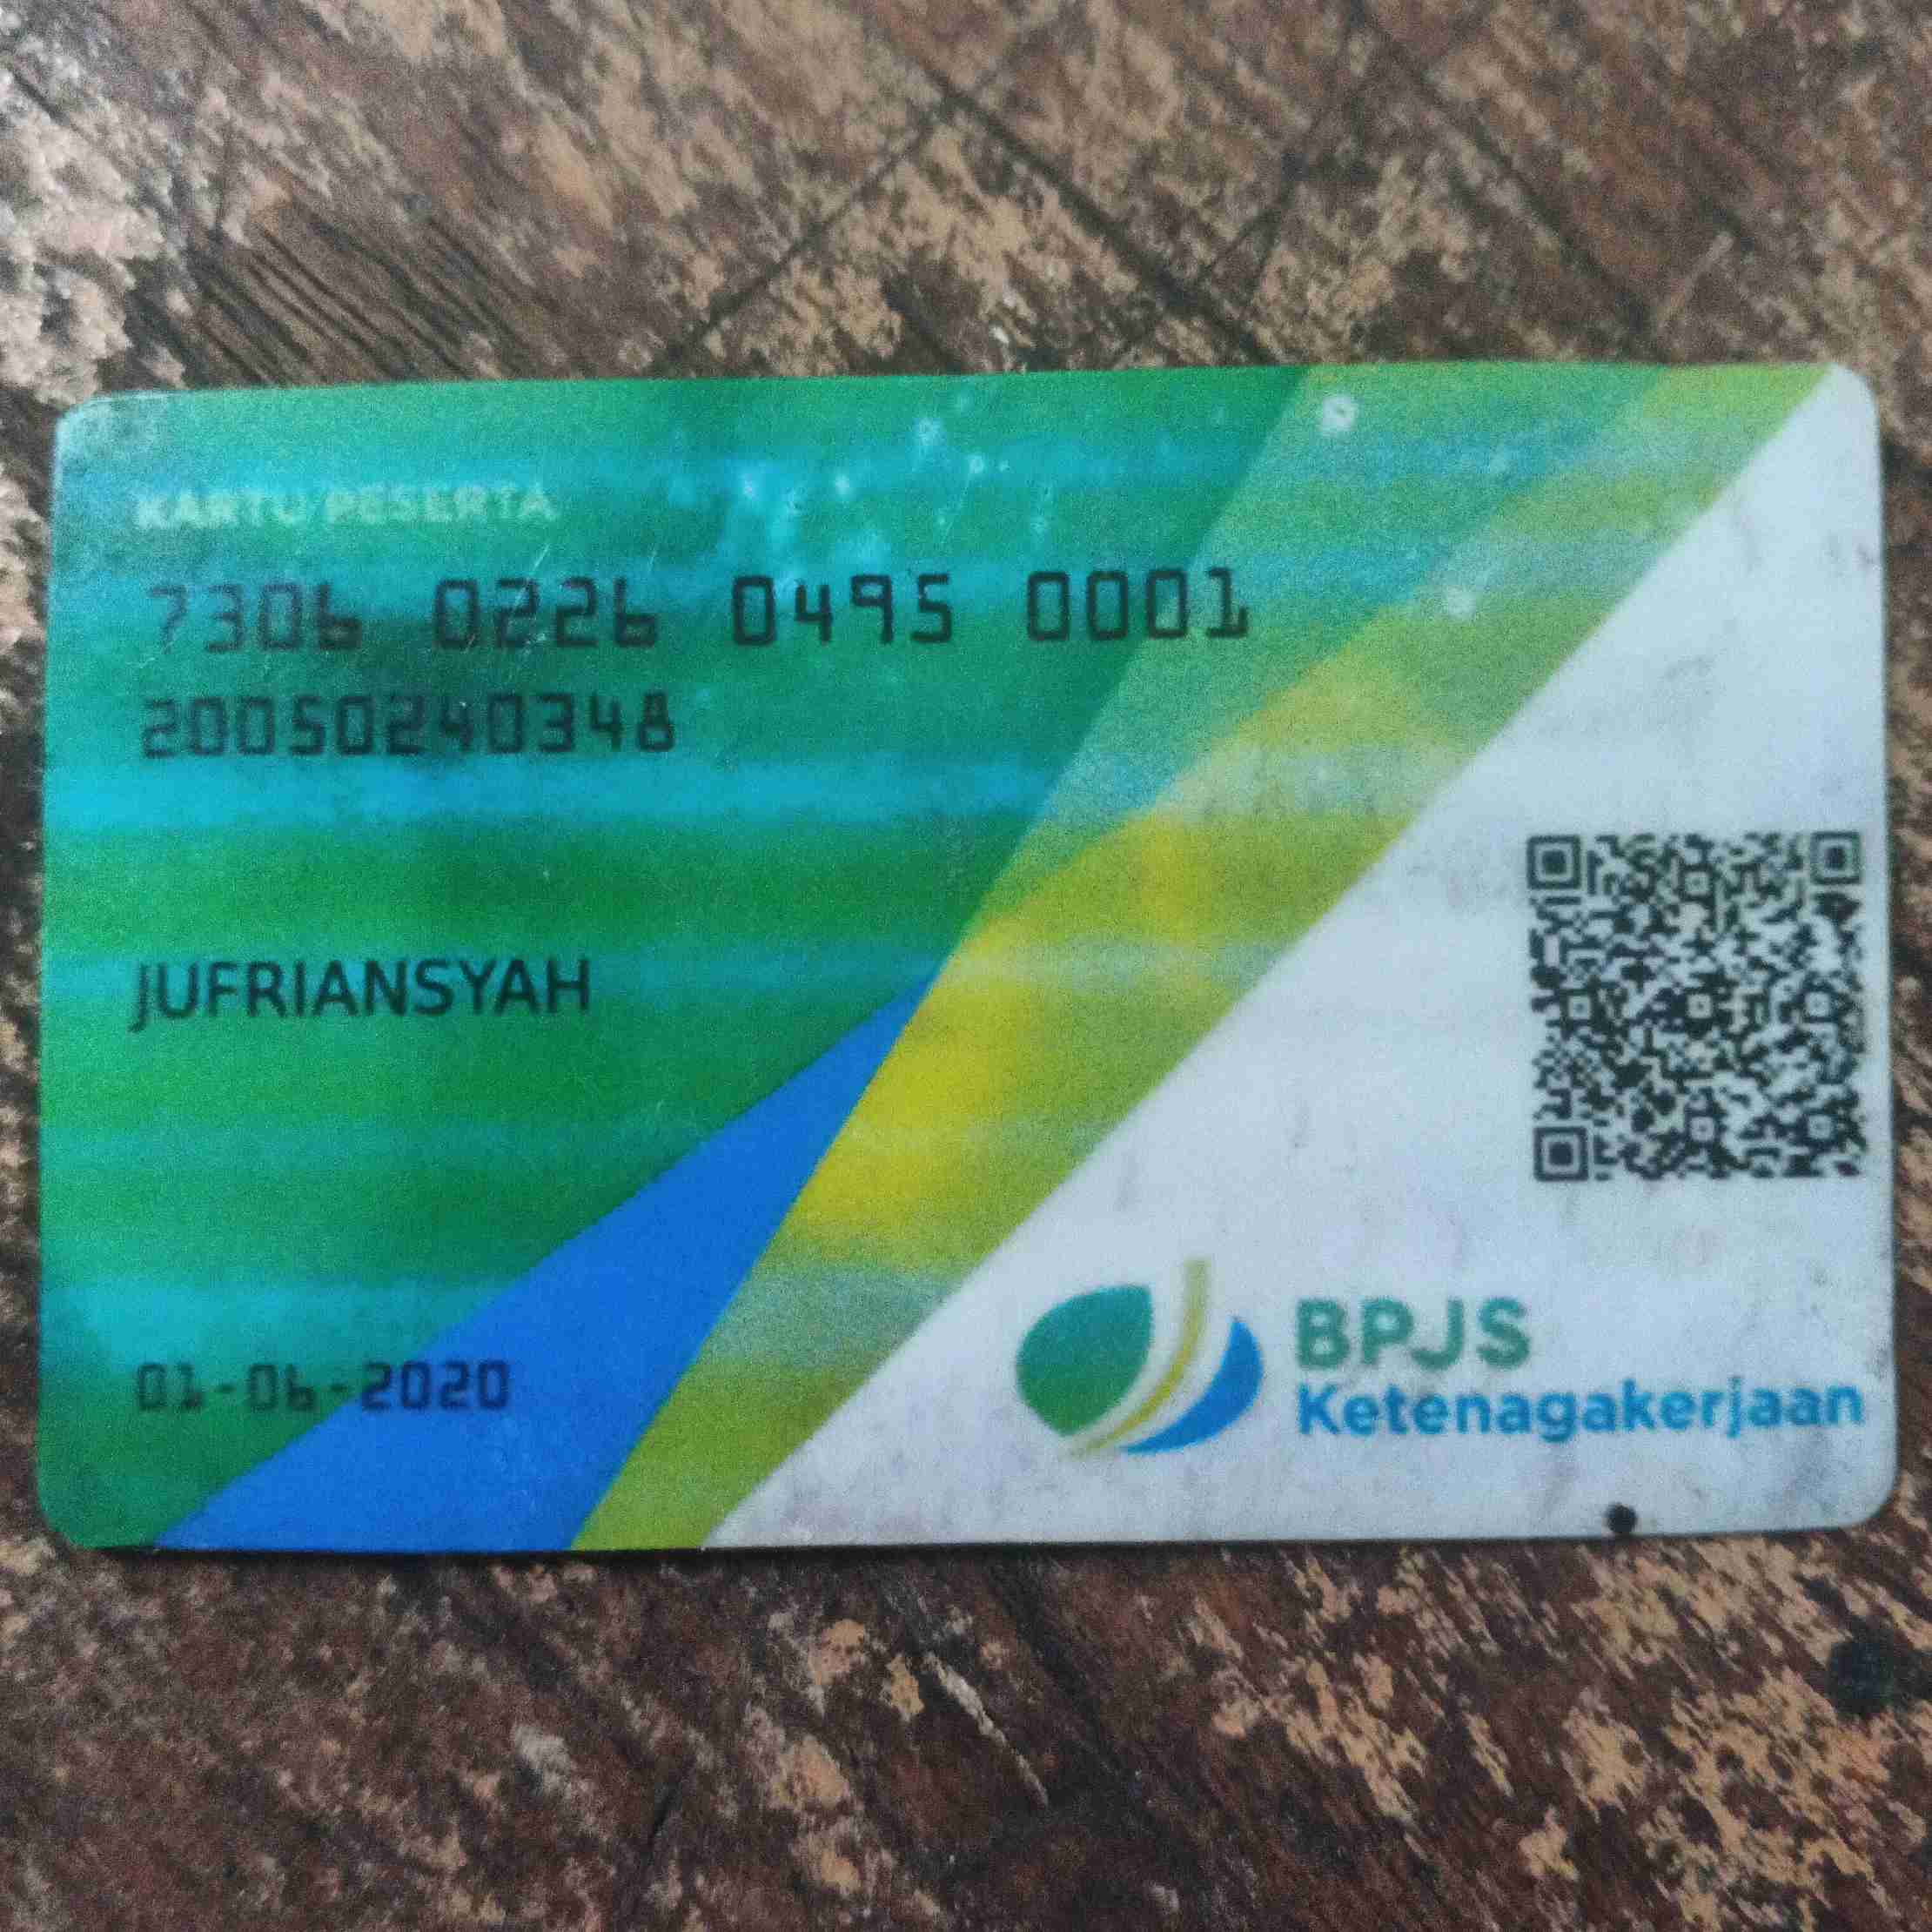 KARTU PESERTA
7306 0226 0495 0001
20050240348
JUFRIANSYAH
01-06-2020
BPJS
Ketenagakerjaan